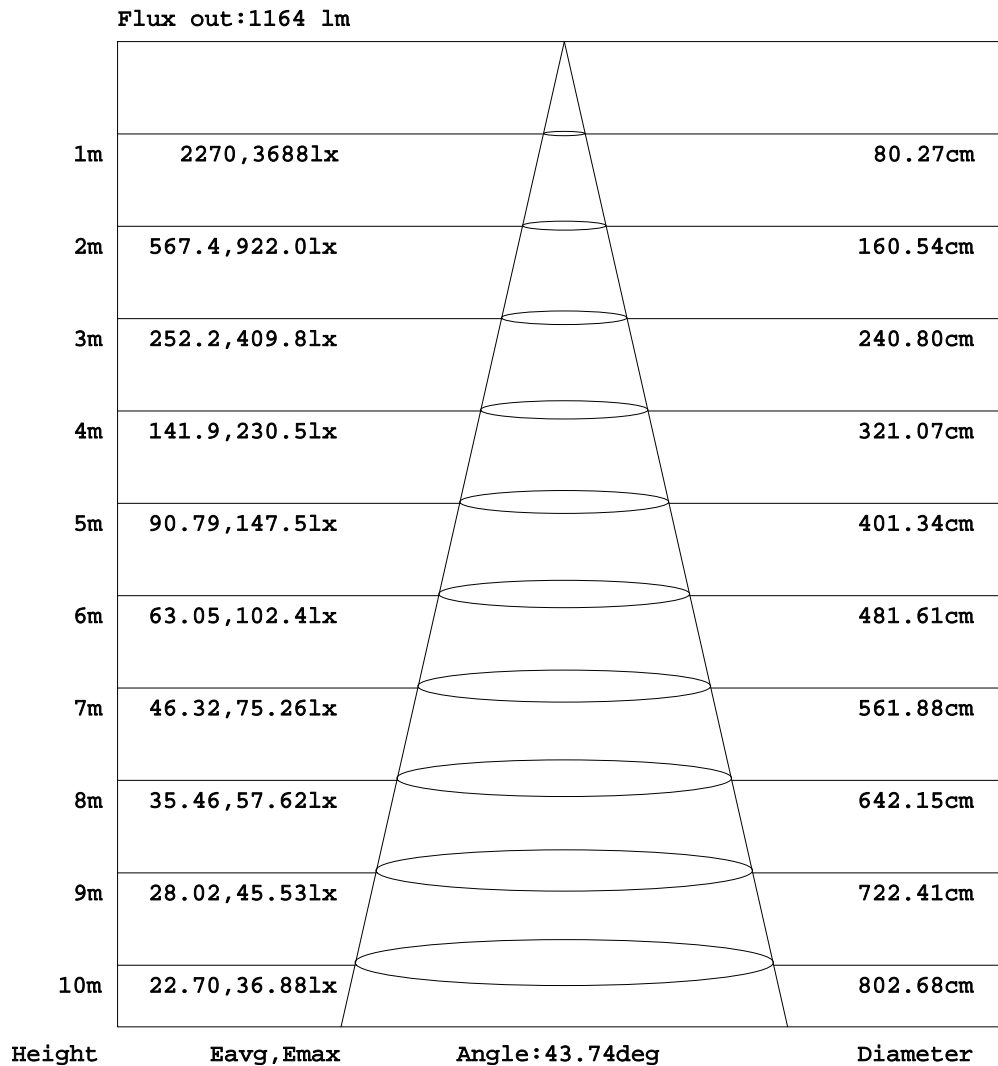 Flux out:1164 lm
1m 2270,3688lx 80.27cm
2m 567.4,922.0lx 160.54cm
3m 252.2,409.8lx 240.80cm
4m 141.9,230.5lx 321.07cm
5m 90.79,147.5lx 401.34cm
6m 63.05,102.4lx 481.61cm
7m 46.32,75.26lx 561.88cm
8m 35.46,57.62lx 642.15cm
9m 28.02,45.53lx 722.41cm
10m 22.70,36.88lx 802.68cm
Height Eavg,Emax Angle:43.74deg Diameter